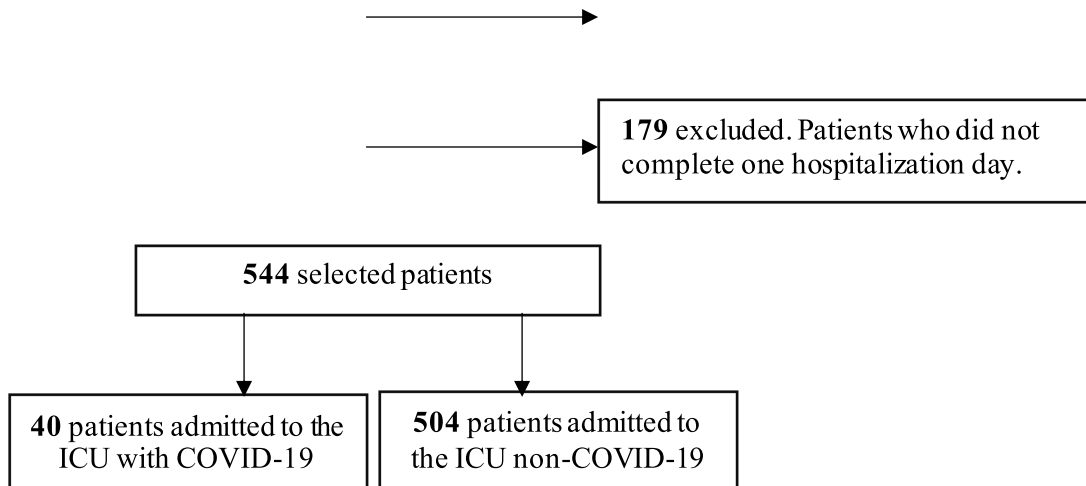 179 excluded. Patients who did not
complete one hospitalization day.
544 selected patients
40 patients admitted to the
ICU with COVID-19
504 patients admitted to
the ICU non-COVID-19